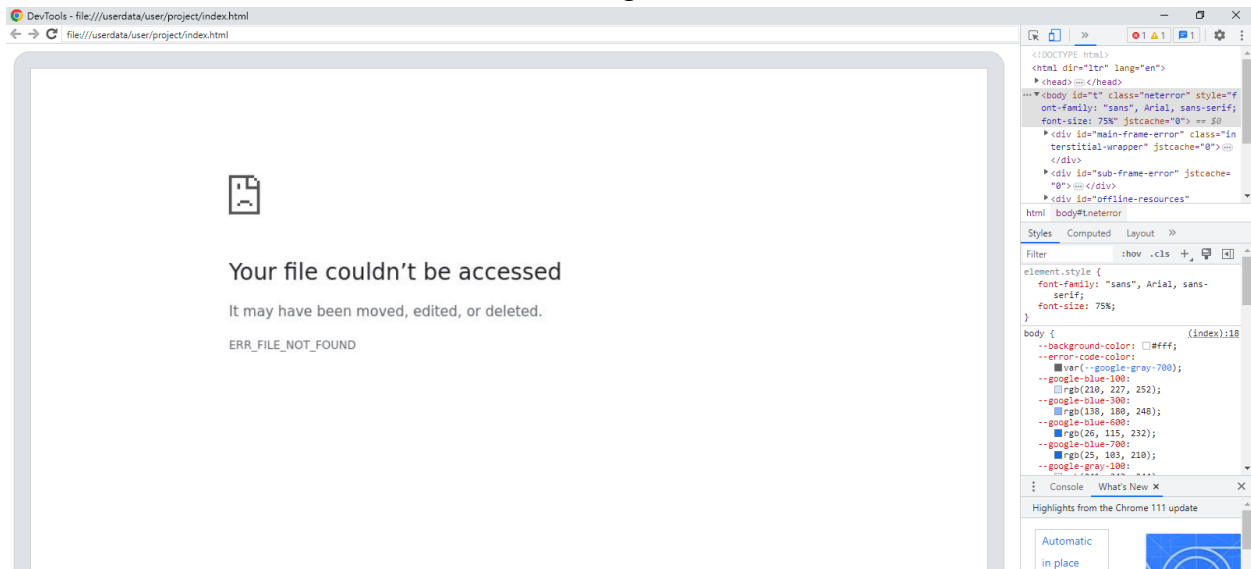 DevTools - file:///userdata/user/project/index.html
file:///userdata/user/project/index.html
Your file couldn't be accessed
It may have been moved, edited, or deleted.
ERR_FILE_NOT_FOUND
1 1 1
<!DOCTYPE html>
<html dir="ltr" lang="en">
<head> … </head>
… <body id="t" class="neterror" style="f
ont-family: "sans", Arial, sans-serif;
font-size: 75%" jstcache="0"> == $0
<div id="main-frame-error" class="in
terstitial-wrapper" jstcache="0"> …
</div>
<div id="sub-frame-error" jstcache=
"0"> … </div>
<div id="offline-resources"
html body#t.neterror
Styles Computed Layout »
Filter :hov .cls +
element.style {
font-family: "sans", Arial, sans-
serif;
font-size: 75%;
}
body { (index):18
--background-color: #fff;
--error-code-color:
var(--google-gray-700);
--google-blue-100:
rgb(210, 227, 252);
--google-blue-300:
rgb(138, 180, 248);
--google-blue-600:
rgb(26, 115, 232);
--google-blue-700:
rgb(25, 103, 210);
--google-gray-100:
Console What's New ×
Highlights from the Chrome 111 update
Automatic
in place